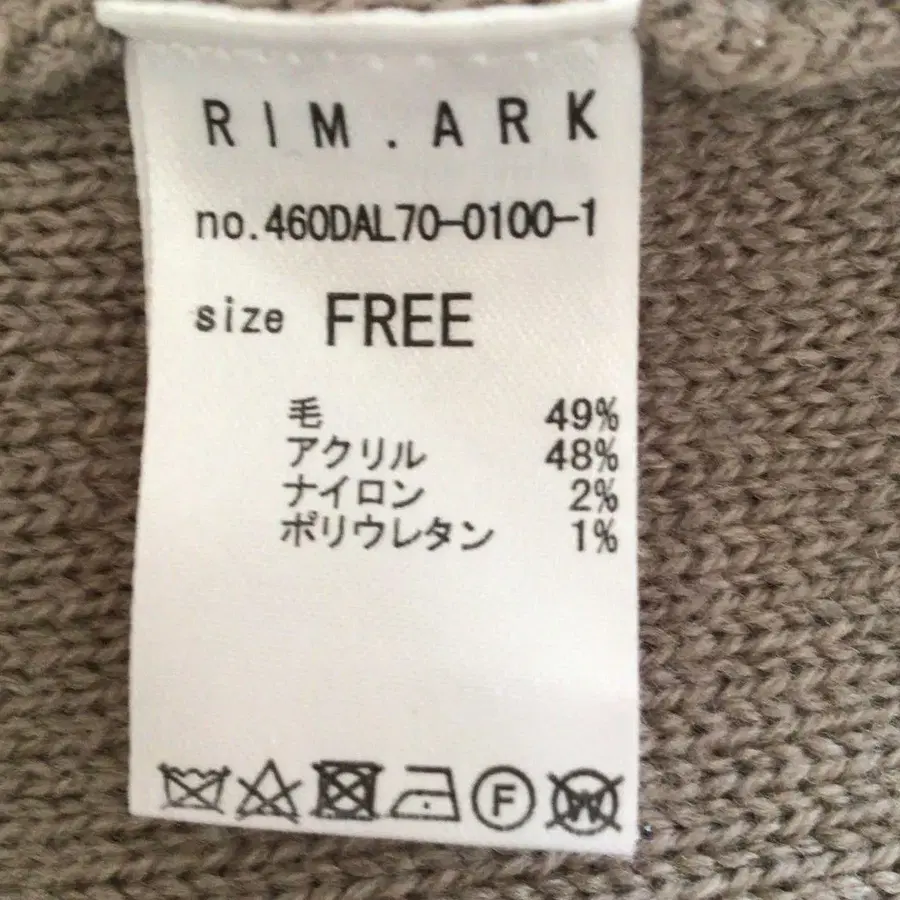 RIM.ARK
no.460DAL70-0100-1
size FREE
毛 49%
アクリル 48%
ナイロン 2%
ポリウレタン 1%
F W